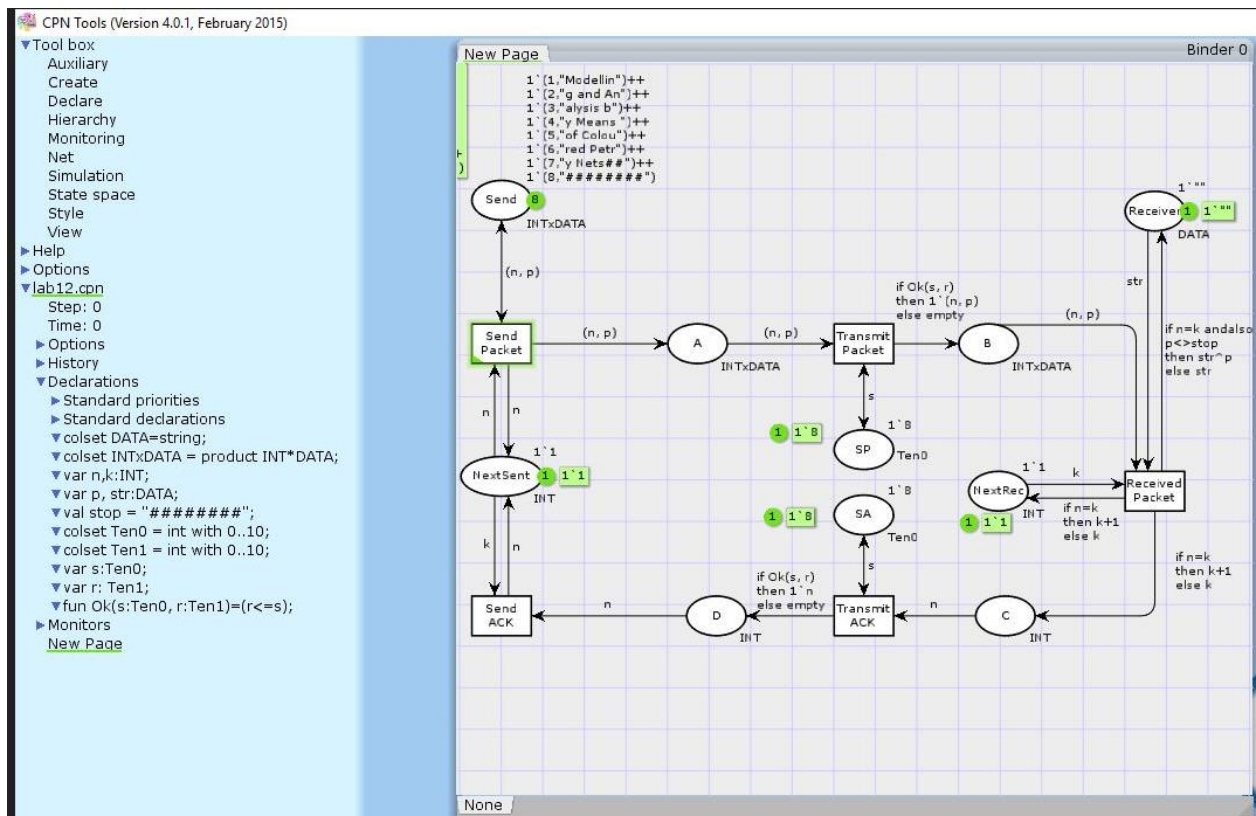 CPN Tools (Version 4.0.1, February 2015)
Tool box
Auxiliary
Create
Declare
Hierarchy
Monitoring
Net
Simulation
State space
Style
View
Help
Options
lab12.cpn
Step: 0
Time: 0
Options
History
Declarations
Standard priorities
Standard declarations
colset DATA=string;
colset INTxDATA = product INT*DATA;
var n,k:INT;
var p, str:DATA;
val stop = "########";
colset Ten0 = int with 0..10;
colset Ten1 = int with 0..10;
var s:Ten0;
var r: Ten1;
fun Ok(s:Ten0, r:Ten1)=(r<=s);
Monitors
New Page
New Page
Binder 0
1`(1,"Modellin")++
1`(2,"g and An")++
1`(3,"alysis b")++
1`(4,"y Means ")++
1`(5,"of Colou")++
1`(6,"red Petr")++
1`(7,"y Nets##")++
1`(8,"########")
+
)
Send
8
INTxDATA
1`""
Receiver
1
1`""
DATA
(n, p)
str
if Ok(s, r)
then 1`(n, p)
else empty
Send
Packet
(n, p)
A
INTxDATA
(n, p)
Transmit
Packet
B
INTxDATA
(n, p)
if n=k andalso
p<>stop
then str^p
else str
n
n
s
1
1`8
1`8
SP
Ten0
1`1
NextSent
1
1`1
INT
1`1
NextRec
INT
1
1`1
k
if n=k
then k+1
else k
Received
Packet
1`8
1
1`8
SA
Ten0
k
n
s
if n=k
then k+1
else k
if Ok(s, r)
then 1`n
else empty
Send
ACK
n
D
INT
Transmit
ACK
n
C
INT
None